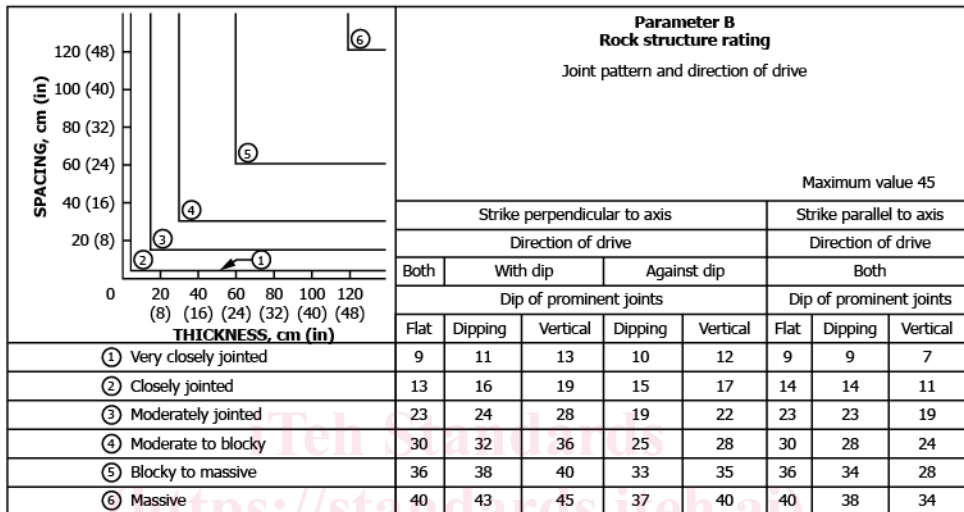 Parameter B
Rock structure rating
Joint pattern and direction of drive
Maximum value 45
SPACING, cm (in)
120 (48)
100 (40)
80 (32)
60 (24)
40 (16)
20 (8)
⑥
⑤
④
③
② ①
0 20 40 60 80 100 120
(8) (16) (24) (32) (40) (48)
THICKNESS, cm (in)
Strike perpendicular to axis Strike parallel to axis
Direction of drive Direction of drive
Both With dip Against dip Both
Dip of prominent joints Dip of prominent joints
Flat Dipping Vertical Dipping Vertical Flat Dipping Vertical
① Very closely jointed 9 11 13 10 12 9 9 7
② Closely jointed 13 16 19 15 17 14 14 11
③ Moderately jointed 23 24 28 19 22 23 23 19
④ Moderate to blocky 30 32 36 25 28 30 28 24
⑤ Blocky to massive 36 38 40 33 35 36 34 28
⑥ Massive 40 43 45 37 40 40 38 34
iTeh Standards
(https://standards.iteh.ai)